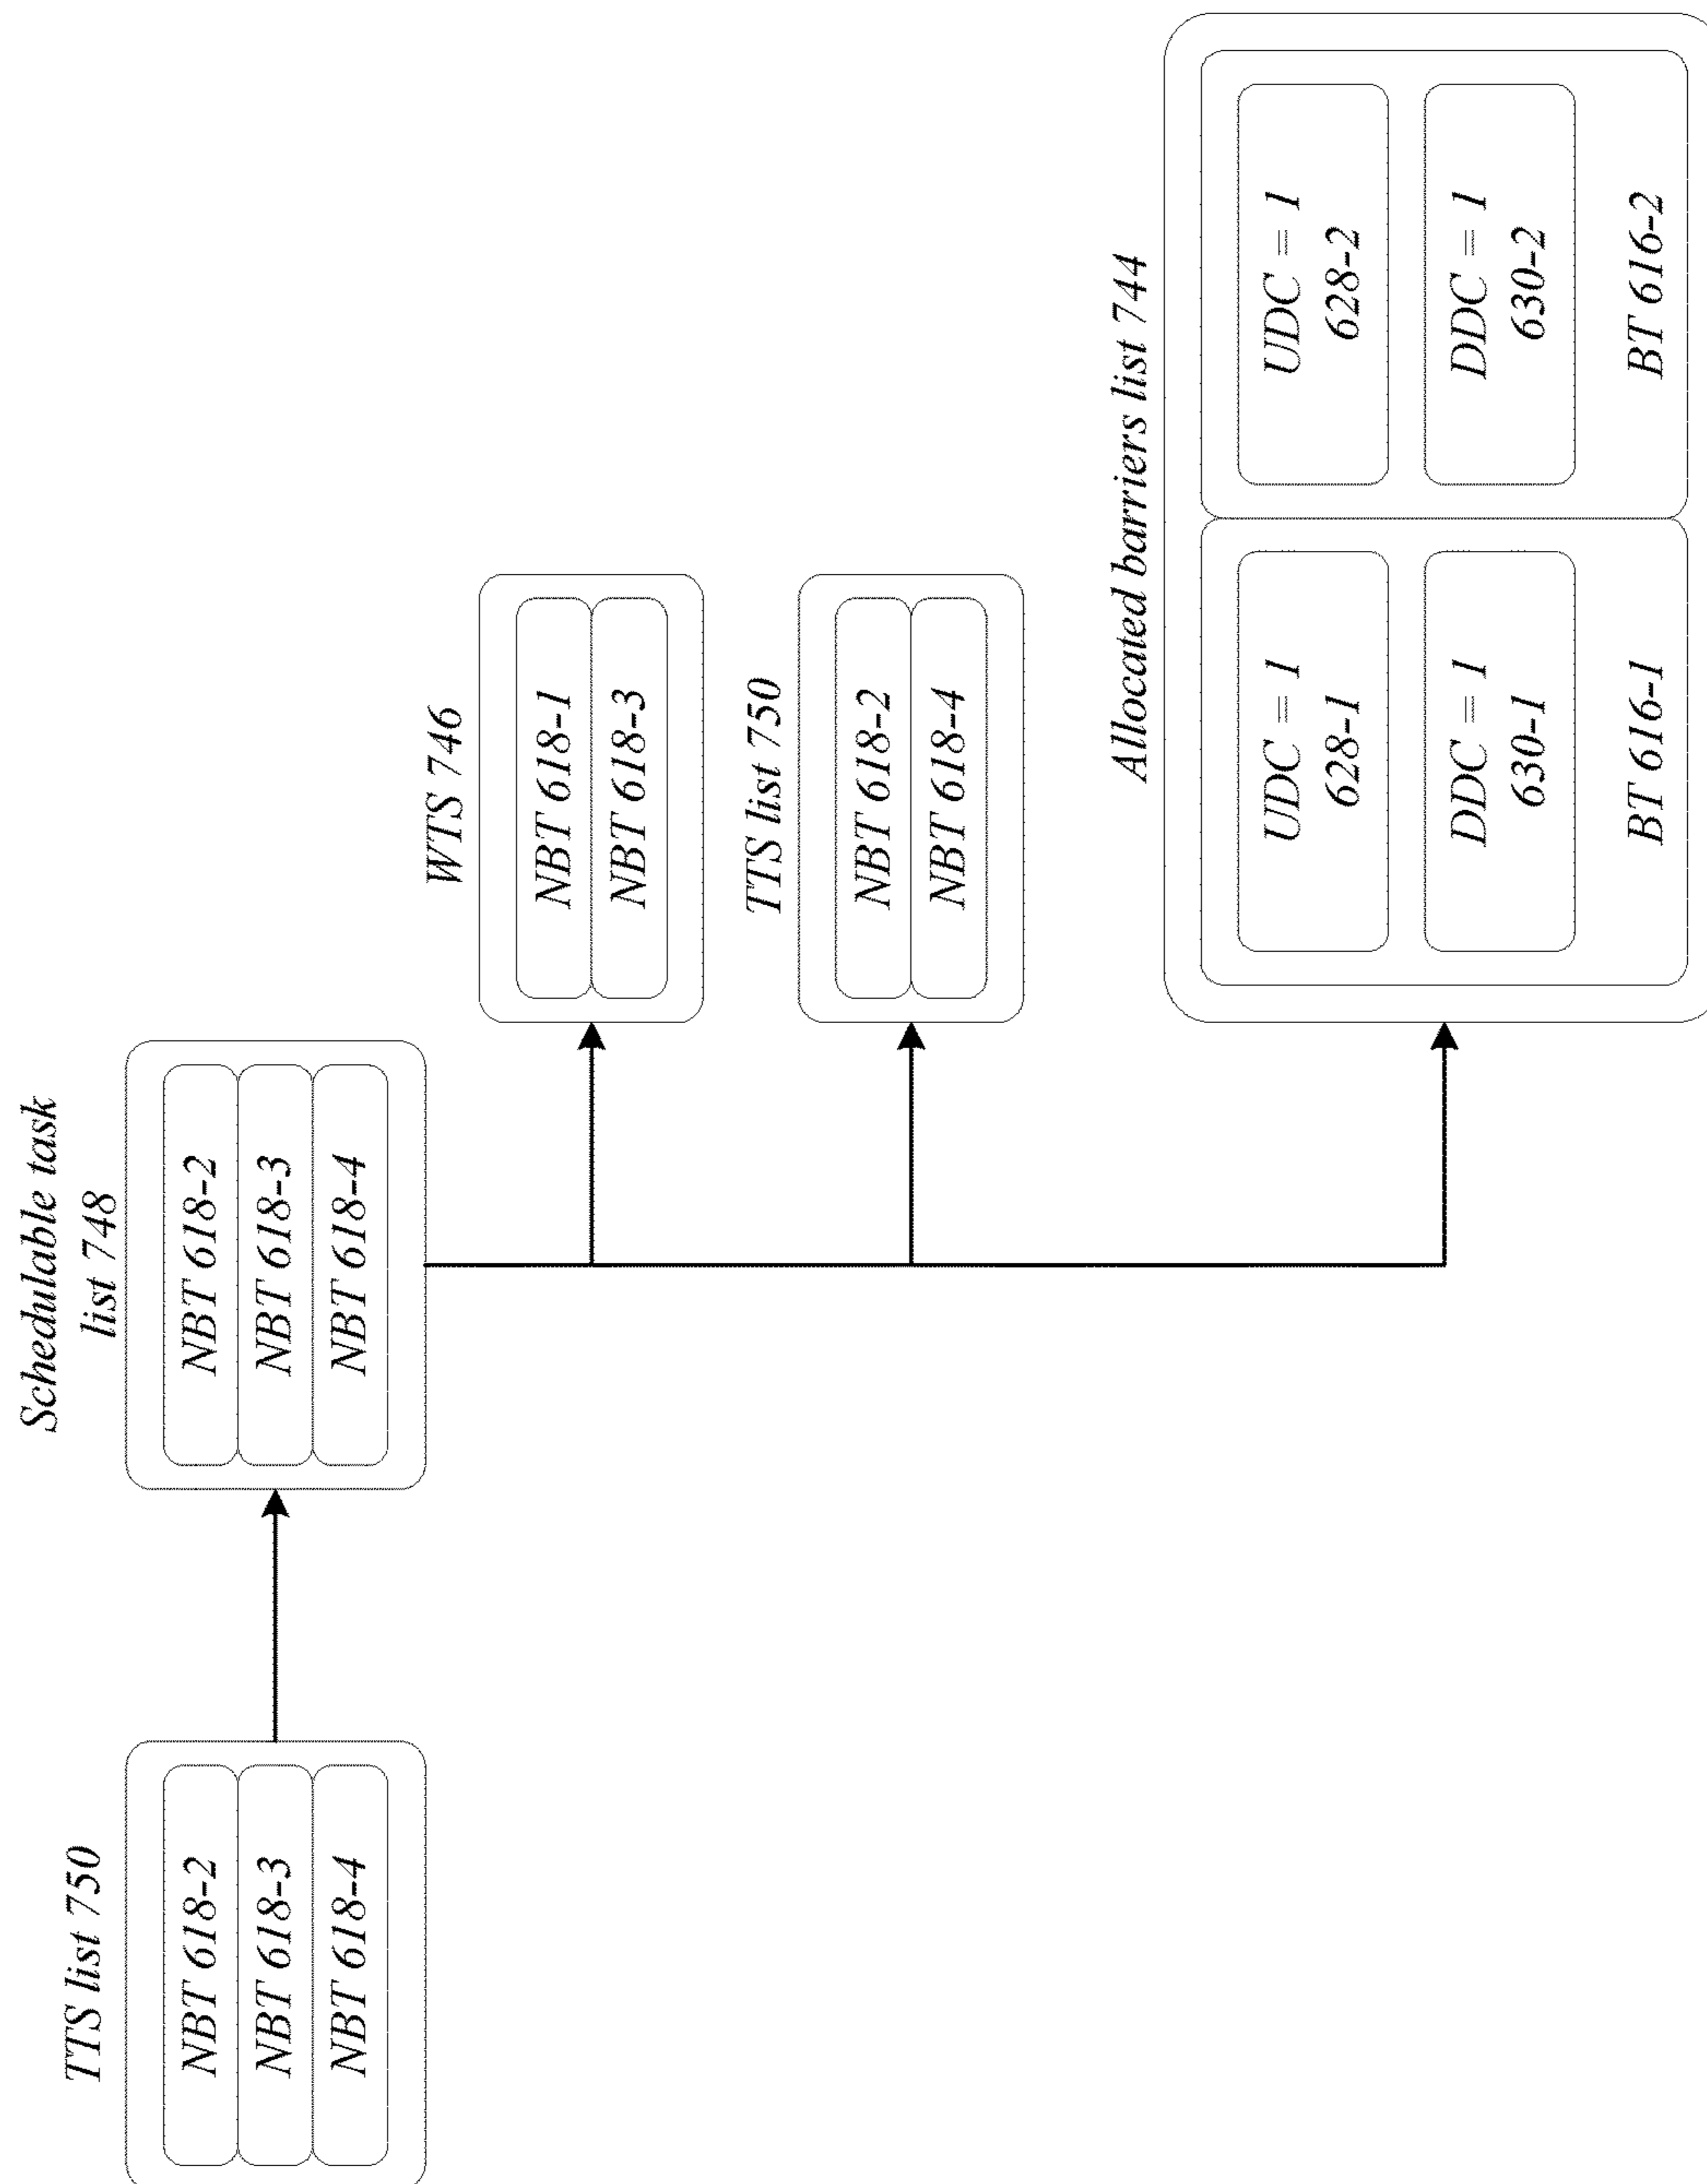 TTS list 750
NBT 618-2
NBT 618-3
NBT 618-4
Schedulable task
list 748
NBT 618-2
NBT 618-3
NBT 618-4
WTS 746
NBT 618-1
NBT 618-3
TTS list 750
NBT 618-2
NBT 618-4
Allocated barriers list 744
UDC = 1
628-1
DDC = 1
630-1
BT 616-1
UDC = 1
628-2
DDC = 1
630-2
BT 616-2